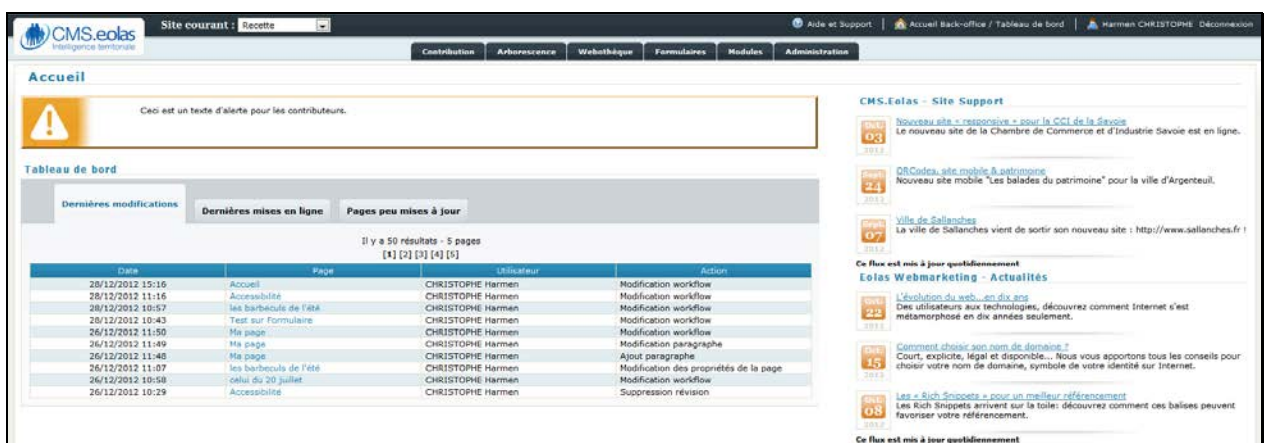 CMS.eolas
Intelligence territoriale
Site courant : Recette
Aide et Support
Accueil Back-office / Tableau de bord
Harmen CHRISTOPHE Déconnexion
Contribution Arborescence Webothèque Formulaires Modules Administration
Accueil
Ceci est un texte d'alerte pour les contributeurs.
Tableau de bord
Dernières modifications Dernières mises en ligne Pages peu mises à jour
Il y a 50 résultats - 5 pages
[1] [2] [3] [4] [5]
Date Page Utilisateur Action
28/12/2012 15:16 Accueil CHRISTOPHE Harmen Modification workflow
28/12/2012 11:16 Accessibilité CHRISTOPHE Harmen Modification workflow
28/12/2012 10:57 les barbeculs de l'été CHRISTOPHE Harmen Modification workflow
28/12/2012 10:43 Test sur Formulaire CHRISTOPHE Harmen Modification workflow
26/12/2012 11:50 Ma page CHRISTOPHE Harmen Modification workflow
26/12/2012 11:49 Ma page CHRISTOPHE Harmen Modification paragraphe
26/12/2012 11:48 Ma page CHRISTOPHE Harmen Ajout paragraphe
26/12/2012 11:07 les barbeculs de l'été CHRISTOPHE Harmen Modification des propriétés de la page
26/12/2012 10:58 celui du 20 juillet CHRISTOPHE Harmen Modification workflow
26/12/2012 10:29 Accessibilité CHRISTOPHE Harmen Suppression révision
CMS.Eolas - Site Support
Oct. 03 2012
Nouveau site « responsive » pour la CCI de la Savoie
Le nouveau site de la Chambre de Commerce et d'Industrie Savoie est en ligne.
Sept. 24 2012
QRCodes, site mobile & patrimoine
Nouveau site mobile "Les balades du patrimoine" pour la ville d'Argenteuil.
Sept. 07 2012
Ville de Sallanches
La ville de Sallanches vient de sortir son nouveau site : http://www.sallanches.fr !
Ce flux est mis à jour quotidiennement
Eolas Webmarketing - Actualités
Oct. 22 2012
L'évolution du web...en dix ans
Des utilisateurs aux technologies, découvrez comment Internet s'est
métamorphosé en dix années seulement.
Oct. 15 2012
Comment choisir son nom de domaine ?
Court, explicite, légal et disponible... Nous vous apportons tous les conseils pour
choisir votre nom de domaine, symbole de votre identité sur Internet.
Oct. 08 2012
Les « Rich Snippets » pour un meilleur référencement
Les Rich Snippets arrivent sur la toile: découvrez comment ces balises peuvent
favoriser votre référencement.
Ce flux est mis à jour quotidiennement